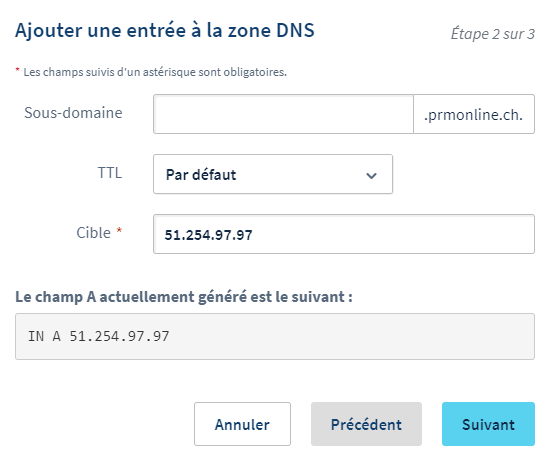 Ajouter une entrée à la zone DNS
Étape 2 sur 3
* Les champs suivis d'un astérisque sont obligatoires.
Sous-domaine
.prmonline.ch.
TTL
Par défaut
Cible *
51.254.97.97
Le champ A actuellement généré est le suivant :
IN A 51.254.97.97
Annuler
Précédent
Suivant